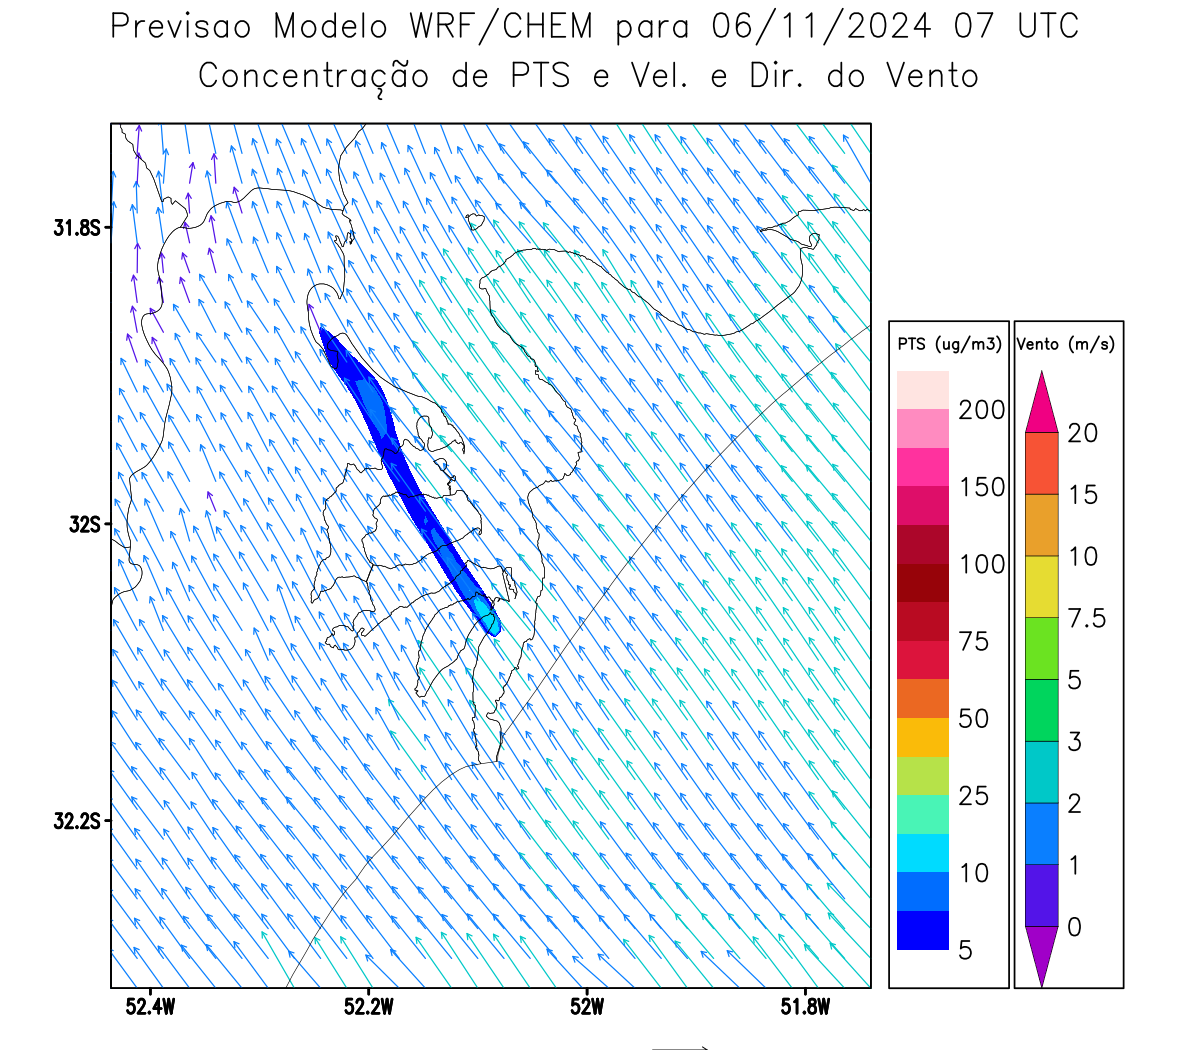 Previsao Modelo WRF/CHEM para 06/11/2024 07 UTC
Concentração de PTS e Vel. e Dir. do Vento
31.8S
32S
32.2S
52.4W 52.2W 52W 51.8W
PTS (ug/m3)
200
150
100
75
50
25
10
5
Vento (m/s)
20
15
10
7.5
5
3
2
1
0